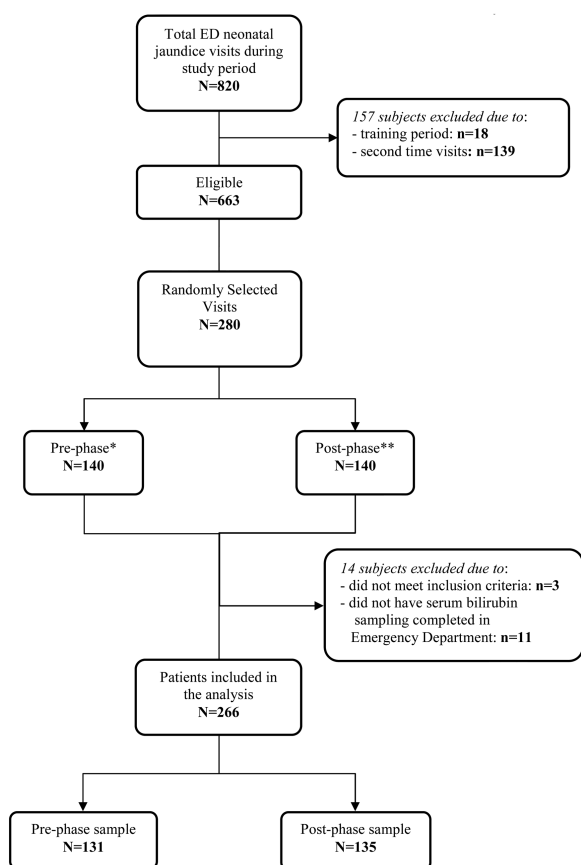 Total ED neonatal
jaundice visits during
study period
N=820
157 subjects excluded due to:
- training period: n=18
- second time visits: n=139
Eligible
N=663
Randomly Selected
Visits
N=280
Pre-phase*
N=140
Post-phase**
N=140
14 subjects excluded due to:
- did not meet inclusion criteria: n=3
- did not have serum bilirubin
sampling completed in
Emergency Department: n=11
Patients included in
the analysis
N=266
Pre-phase sample
N=131
Post-phase sample
N=135